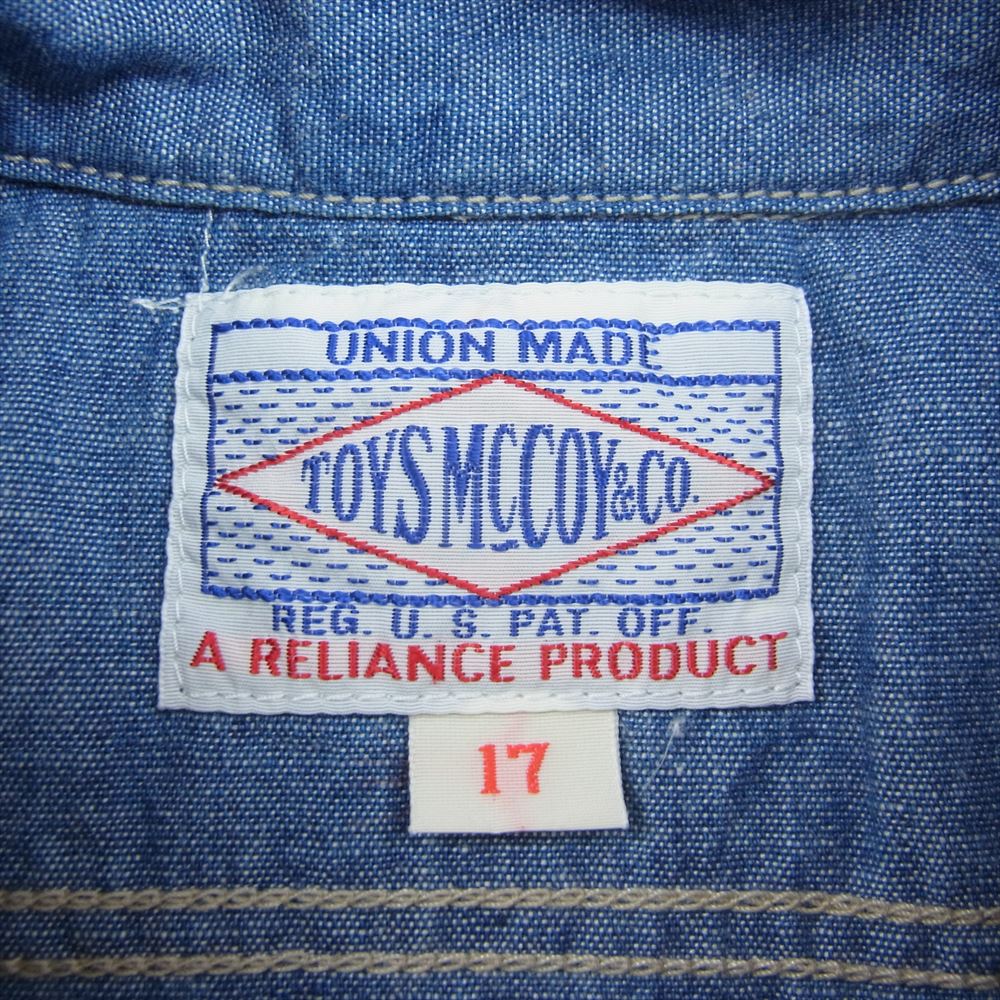 UNION MADE
TOYS McCOY & CO.
REG. U. S. PAT. OFF.
A RELIANCE PRODUCT
17